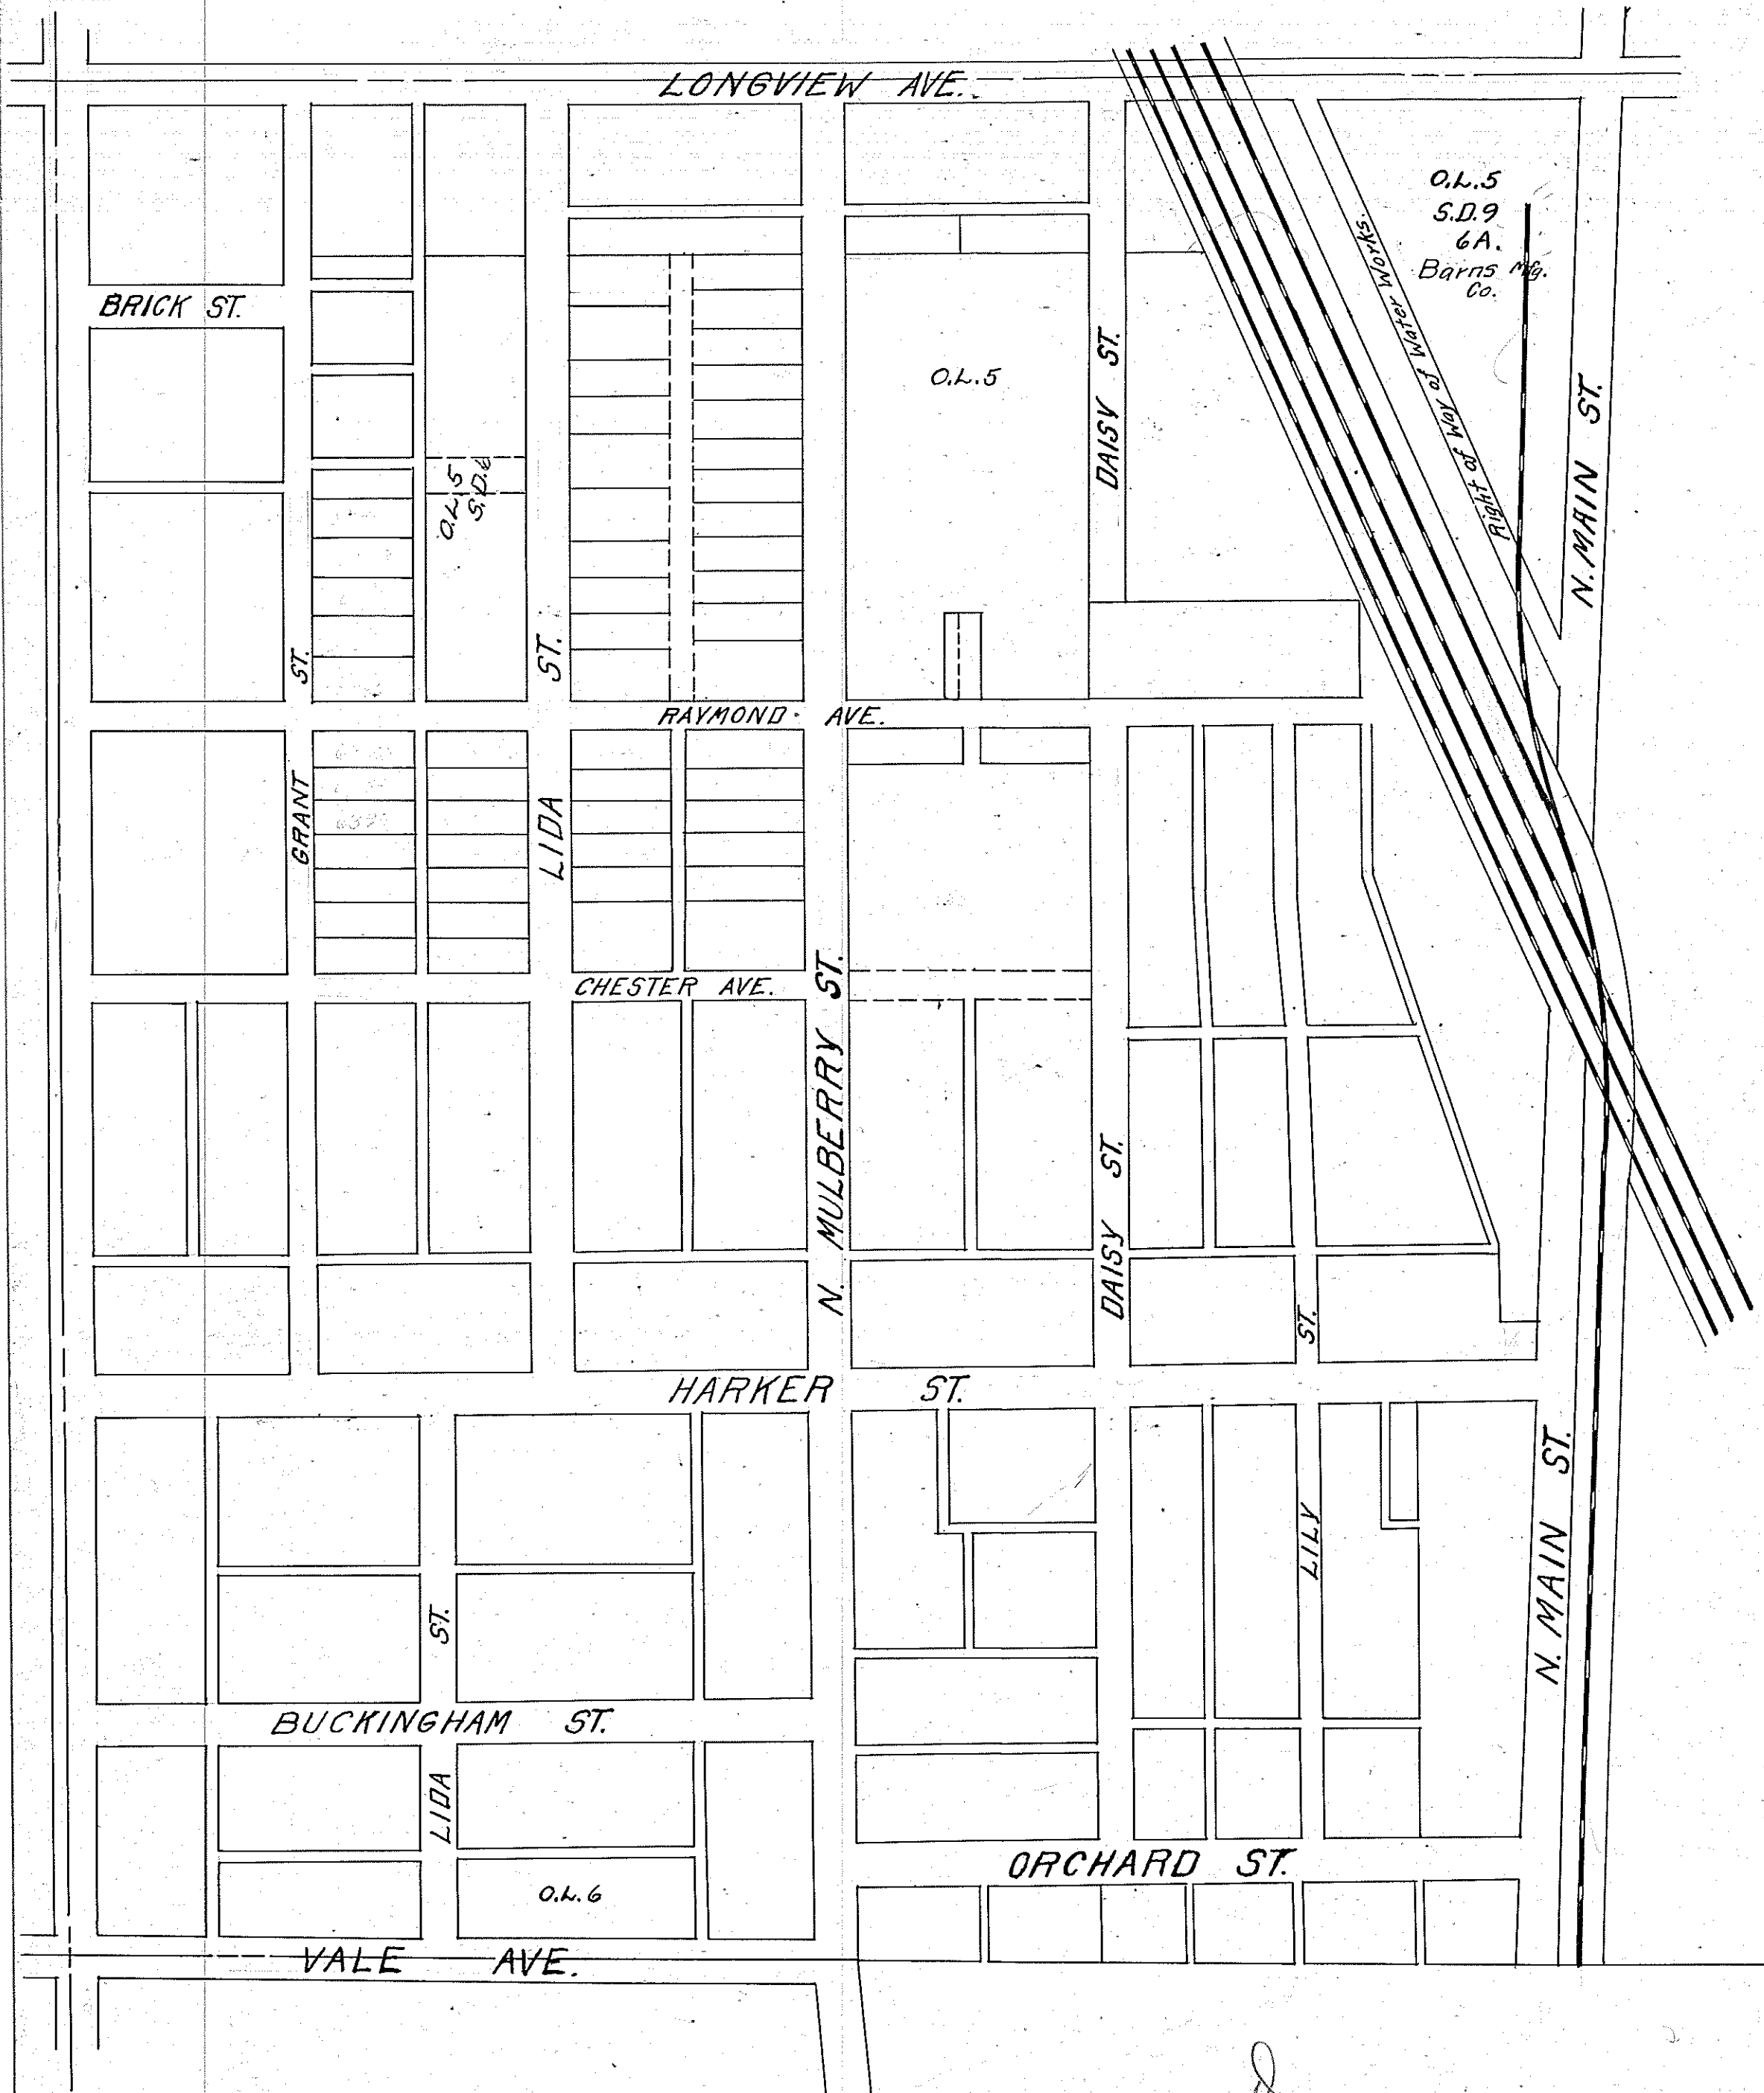 LONGVIEW AVE.
O.L.5
S.D.9
6A.
Barns Mfg.
Co.
Right of Way of Water Works.
BRICK ST.
O.L.5
DAISY ST.
N. MAIN ST.
O.L.5
S.D.6
GRANT ST.
LIDA ST.
RAYMOND AVE.
CHESTER AVE.
N. MULBERRY ST.
DAISY ST.
HARKER ST.
LILY ST.
N. MAIN ST.
LIDA ST.
BUCKINGHAM ST.
ORCHARD ST.
O.L.6
VALE AVE.